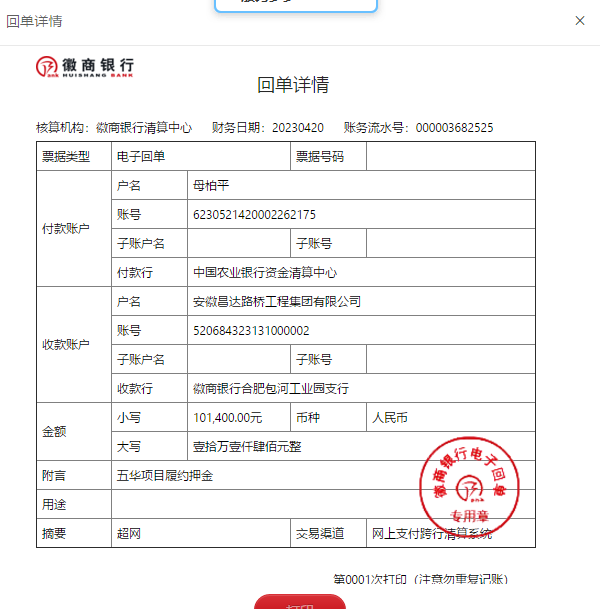 回单详情
×
徽商银行
HUISHANG BANK
回单详情
核算机构：徽商银行清算中心 财务日期：20230420 账务流水号：000003682525
票据类型 电子回单 票据号码
付款账户
户名 母柏平
账号 6230521420002262175
子账户名 子账号
付款行 中国农业银行资金清算中心
收款账户
户名 安徽昌达路桥工程集团有限公司
账号 520684323131000002
子账户名 子账号
收款行 徽商银行合肥包河工业园支行
金额
小写 101,400.00元 币种 人民币
大写 壹拾万壹仟肆佰元整
附言 五华项目履约押金
用途
摘要 超网 交易渠道 网上支付跨行清算系统
徽商银行电子回单
专用章
第0001次打印（注意勿重复记账）